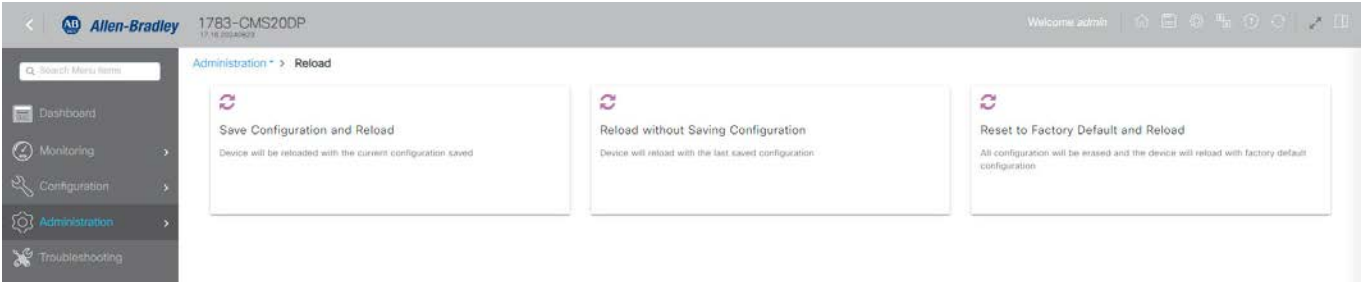 AB Allen-Bradley
1783-CMS20DP
Welcome admin
Search Menu Items
Administration > Reload
Dashboard
Monitoring
Configuration
Administration
Troubleshooting
Save Configuration and Reload
Device will be reloaded with the current configuration saved
Reload without Saving Configuration
Device will reload with the last saved configuration
Reset to Factory Default and Reload
All configuration will be erased and the device will reload with factory default
configuration